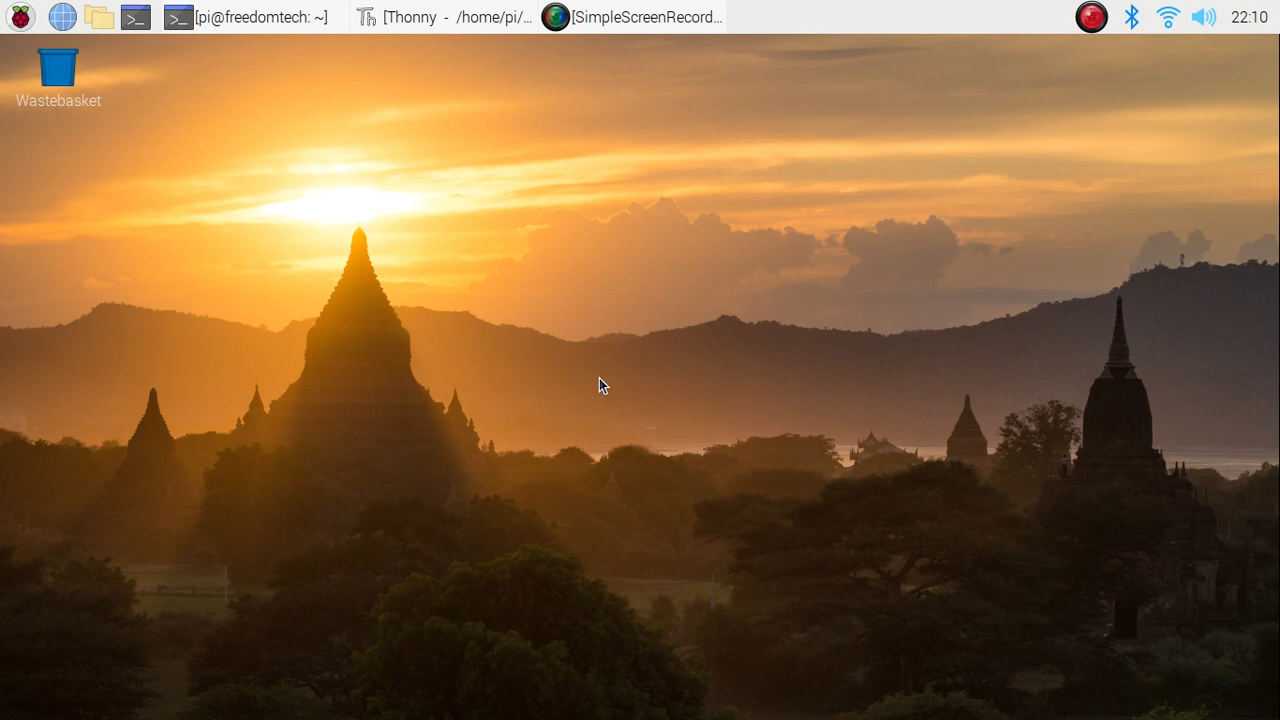 [pi@freedomtech: ~]
[Thonny - /home/pi/...
[SimpleScreenRecord...
22:10
Wastebasket